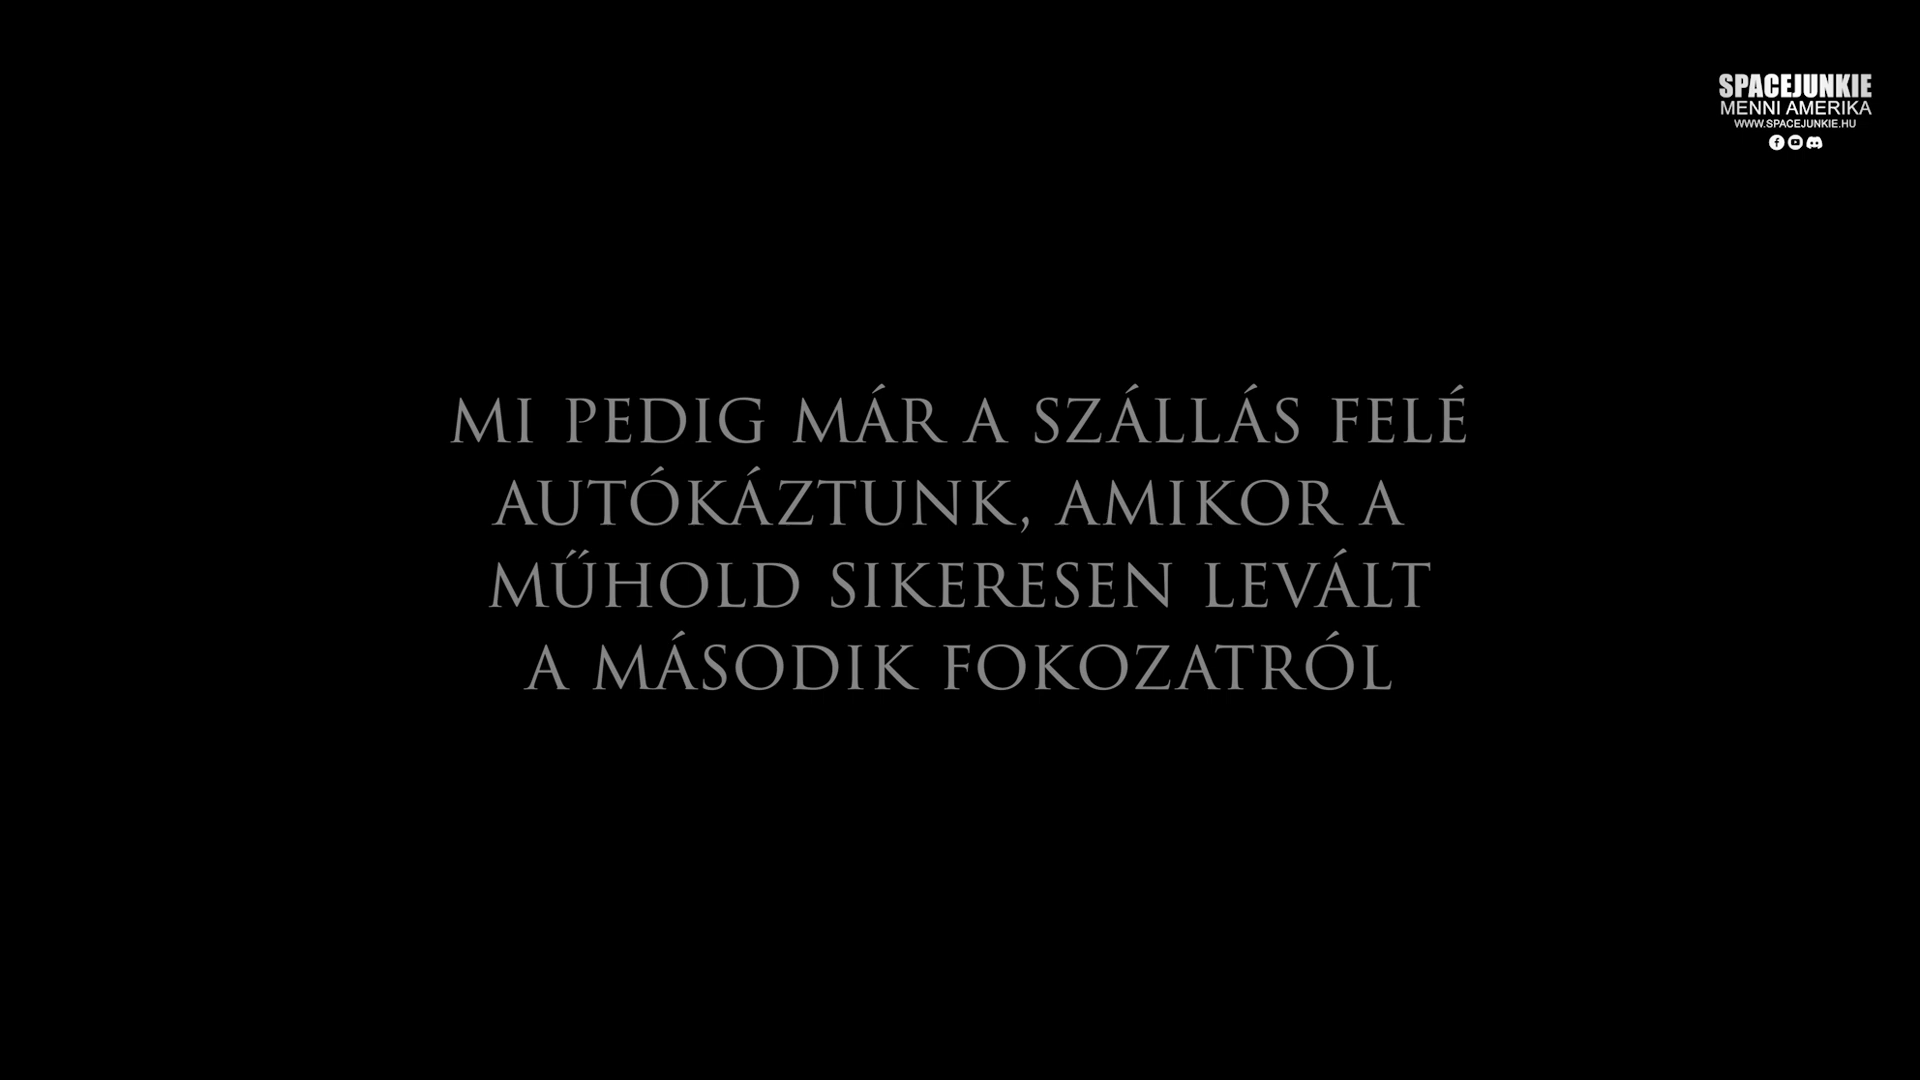 SPACEJUNKIE
MENNI AMERIKA
WWW.SPACEJUNKIE.HU
MI PEDIG MÁR A SZÁLLÁS FELÉ
AUTÓKÁZTUNK, AMIKOR A
MŰHOLD SIKERESEN LEVÁLT
A MÁSODIK FOKOZATRÓL